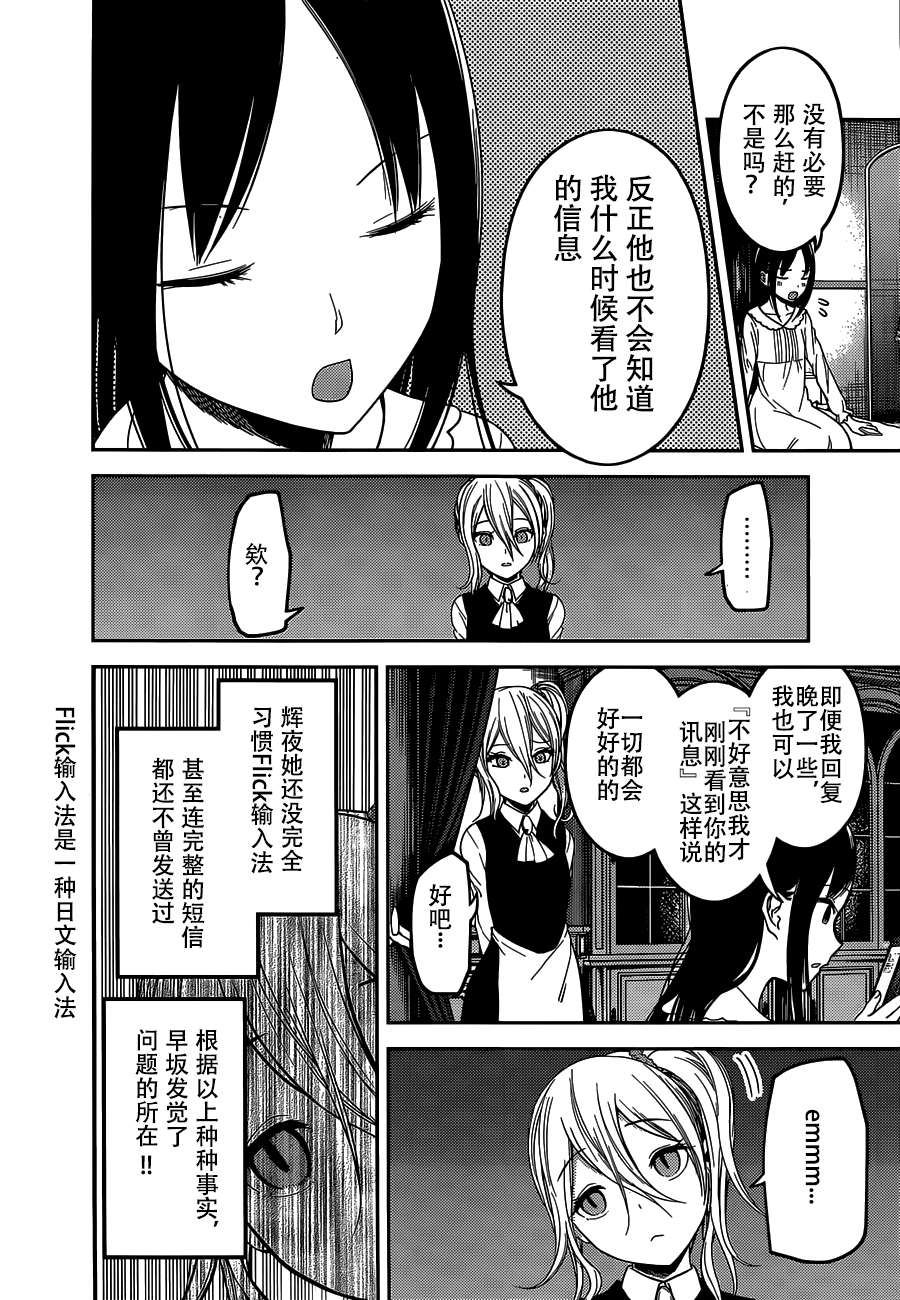 没有必要
那么赶的，
不是吗？
反正他也不会知道
我什么时候看了他
的信息
………
欸？
即便我回复
晚了一些，
我也可以
『不好意思我才
刚刚看到你的
讯息』这样说
一切都会
好好的
好吧…
emmm…
辉夜她还没完全
习惯Flick输入法
甚至连完整的短信
都还不曾发送过
根据以上种种事实，
早坂发觉了
问题的所在!!
Flick输入法是一种日文输入法